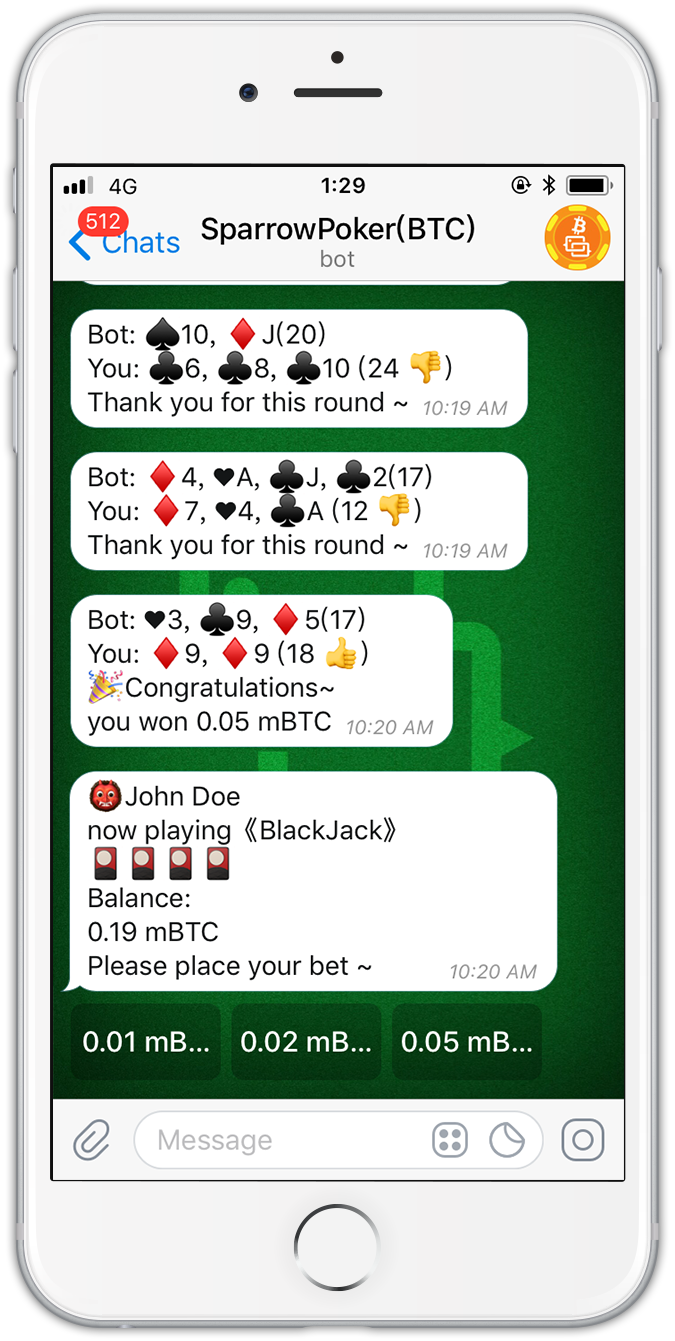 4G 1:29
512
Chats
SparrowPoker(BTC)
bot
Bot: ♠️10, ♦️J(20)
You: ♣️6, ♣️8, ♣️10 (24 👎)
Thank you for this round ~ 10:19 AM
Bot: ♦️4, ♥A, ♣️J, ♣️2(17)
You: ♦️7, ♥4, ♣️A (12 👎)
Thank you for this round ~ 10:19 AM
Bot: ♥3, ♣️9, ♦️5(17)
You: ♦️9, ♦️9 (18 👍)
🎉Congratulations~
you won 0.05 mBTC 10:20 AM
👹John Doe
now playing《BlackJack》
🎴 🎴 🎴 🎴
Balance:
0.19 mBTC
Please place your bet ~ 10:20 AM
0.01 mB... 0.02 mB... 0.05 mB...
Message